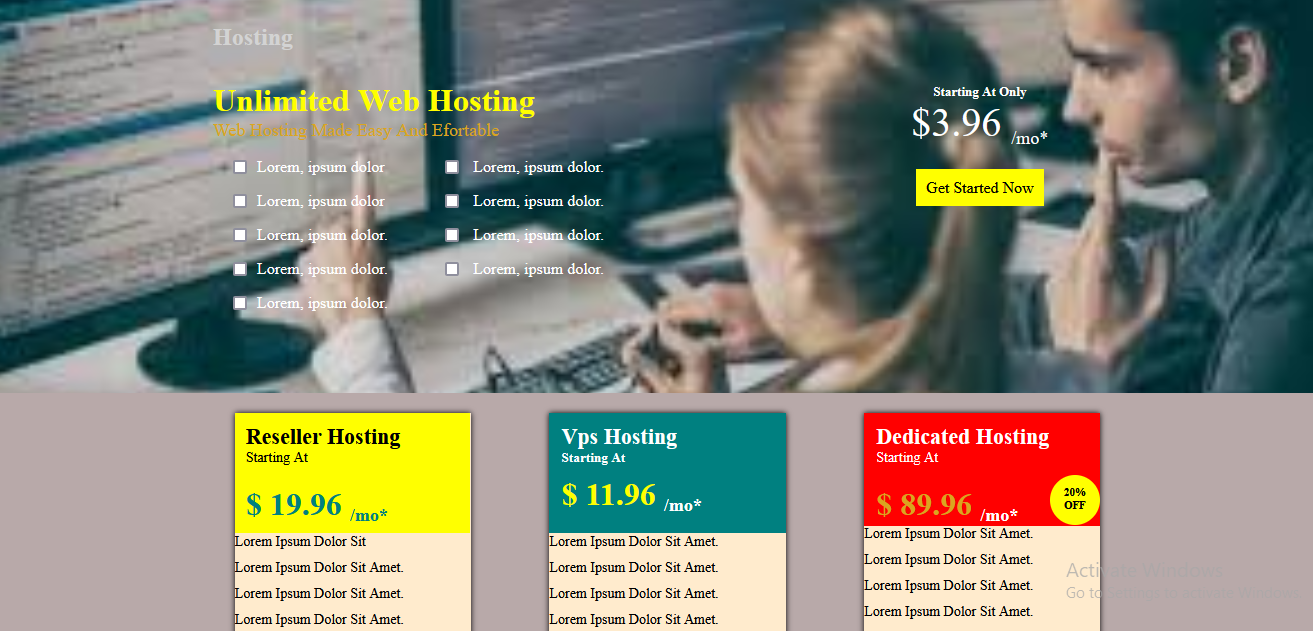 Hosting
Unlimited Web Hosting
Web Hosting Made Easy And Efortable
Lorem, ipsum dolor
Lorem, ipsum dolor.
Lorem, ipsum dolor
Lorem, ipsum dolor.
Lorem, ipsum dolor.
Lorem, ipsum dolor.
Lorem, ipsum dolor.
Lorem, ipsum dolor.
Lorem, ipsum dolor.
Starting At Only
$3.96 /mo*
Get Started Now
Reseller Hosting
Starting At
$ 19.96 /mo*
Lorem Ipsum Dolor Sit
Lorem Ipsum Dolor Sit Amet.
Lorem Ipsum Dolor Sit Amet.
Lorem Ipsum Dolor Sit Amet.
Vps Hosting
Starting At
$ 11.96 /mo*
Lorem Ipsum Dolor Sit Amet.
Lorem Ipsum Dolor Sit Amet.
Lorem Ipsum Dolor Sit Amet.
Lorem Ipsum Dolor Sit Amet.
Dedicated Hosting
Starting At
$ 89.96 /mo*
20%
OFF
Lorem Ipsum Dolor Sit Amet.
Lorem Ipsum Dolor Sit Amet.
Lorem Ipsum Dolor Sit Amet.
Lorem Ipsum Dolor Sit Amet.
Activate Windows
Go to Settings to activate Windows.